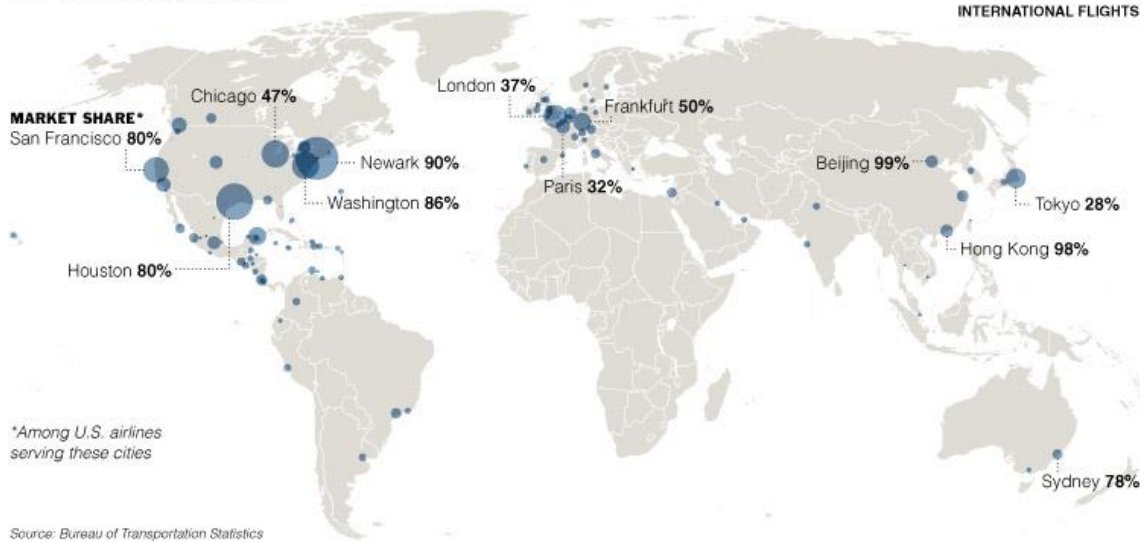 INTERNATIONAL FLIGHTS
MARKET SHARE*
San Francisco 80%
Chicago 47%
Newark 90%
Washington 86%
Houston 80%
London 37%
Frankfurt 50%
Paris 32%
Beijing 99%
Tokyo 28%
Hong Kong 98%
Sydney 78%
*Among U.S. airlines
serving these cities
Source: Bureau of Transportation Statistics